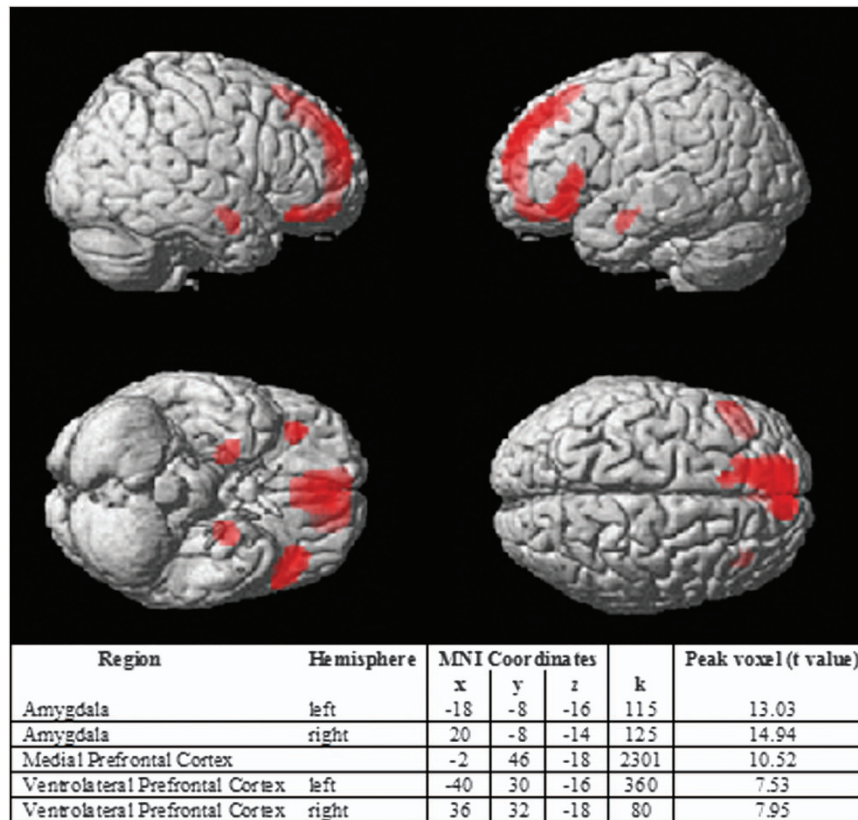 Region Hemisphere MNI Coordinates k Peak voxel (t value)
x y z
Amygdala left -18 -8 -16 115 13.03
Amygdala right 20 -8 -14 125 14.94
Medial Prefrontal Cortex -2 46 -18 2301 10.52
Ventrolateral Prefrontal Cortex left -40 30 -16 360 7.53
Ventrolateral Prefrontal Cortex right 36 32 -18 80 7.95